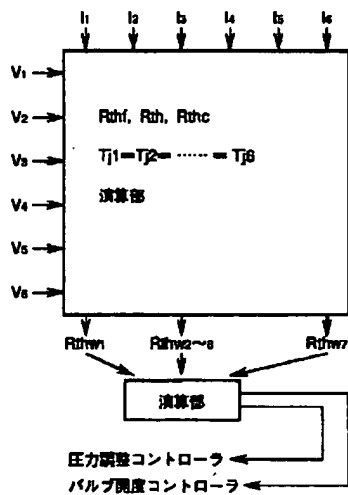 I₁ I₂ I₃ I₄ I₅ I₆
V₁
V₂
Rthf, Rth, Rthc
V₃
Tj1=Tj2= ······ = Tj6
V₄
演算部
V₅
V₆
Rthw₁ Rthw₂~₆ Rthw₇
演算部
圧力調整コントローラ
バルブ開度コントローラ